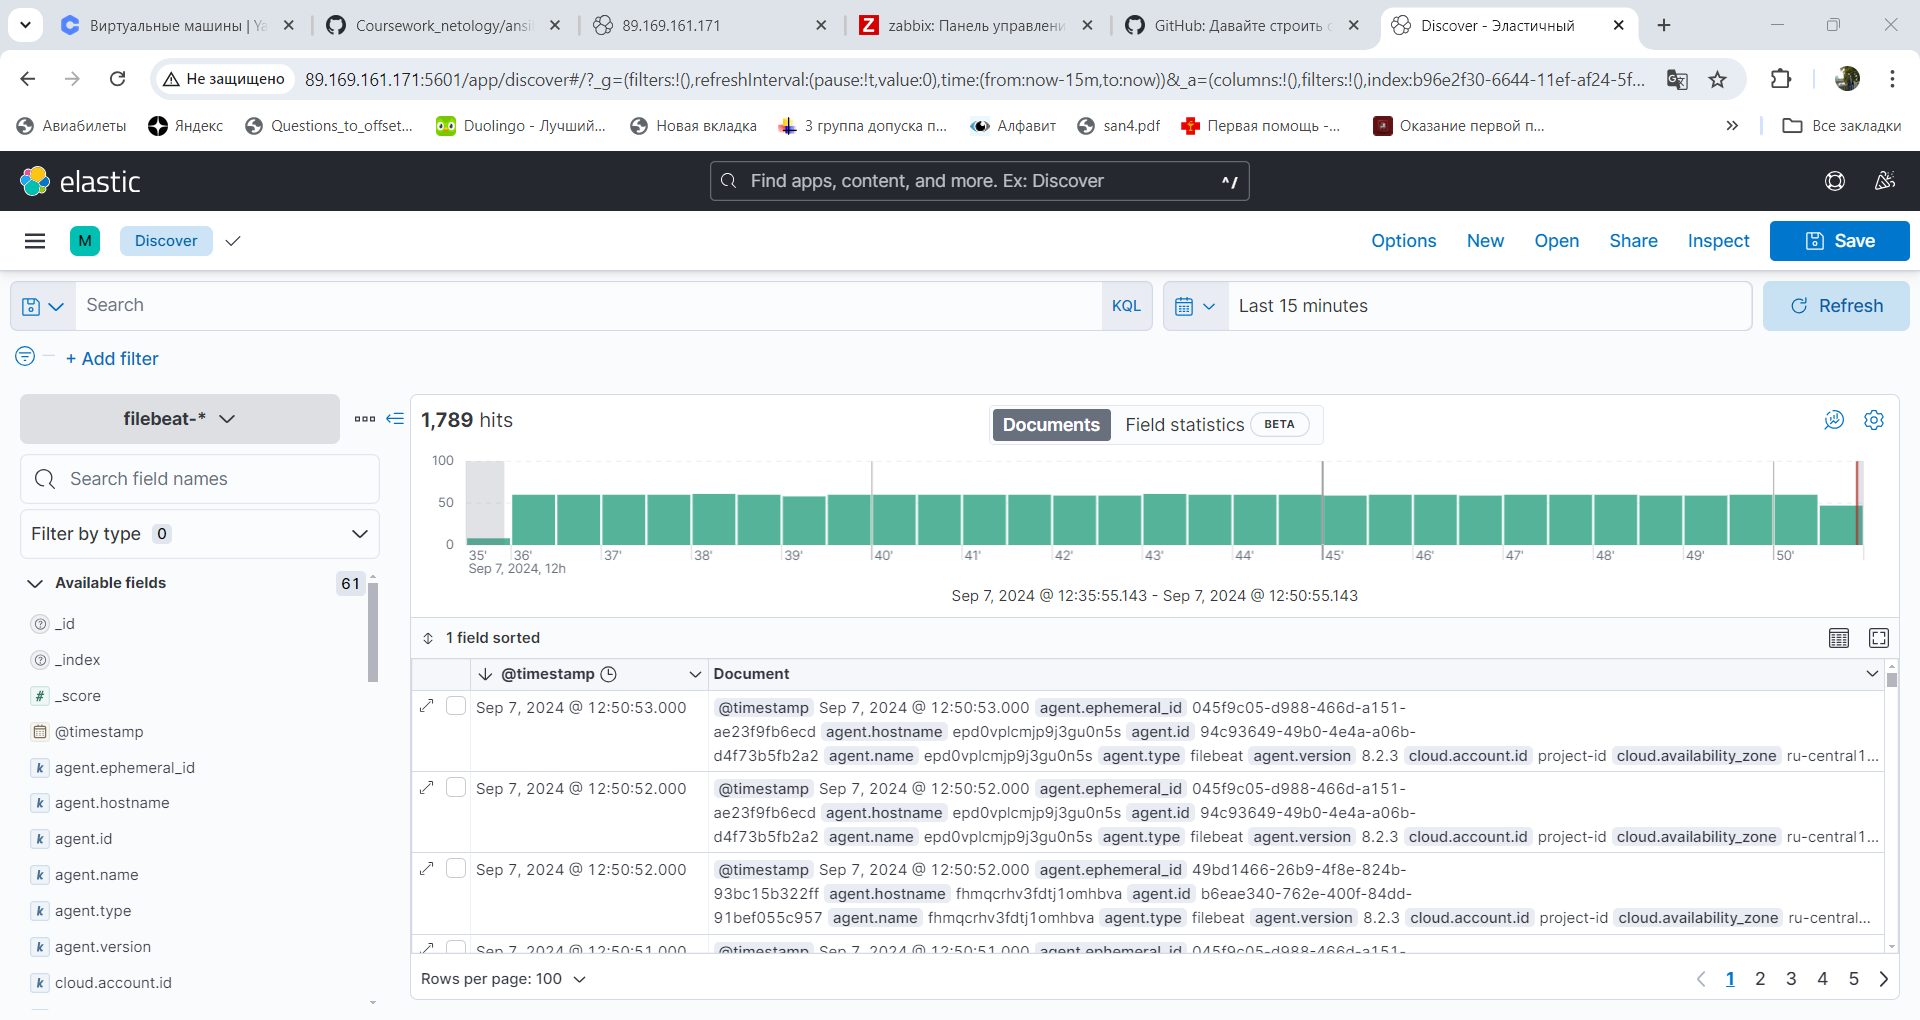 Виртуальные машины | Ya
Coursework_netology/ansi
89.169.161.171
zabbix: Панель управлени
GitHub: Давайте строить с
Discover - Эластичный
Не защищено
89.169.161.171:5601/app/discover#/?_g=(filters:!(),refreshInterval:(pause:!t,value:0),time:(from:now-15m,to:now))&_a=(columns:!(),filters:!(),index:b96e2f30-6644-11ef-af24-5f...
Авиабилеты
Яндекс
Questions_to_offset...
Duolingo - Лучший...
Новая вкладка
3 группа допуска п...
Алфавит
san4.pdf
Первая помощь -...
Оказание первой п...
»
Все закладки
elastic
Find apps, content, and more. Ex: Discover
^/
M
Discover
Options
New
Open
Share
Inspect
Save
Search
KQL
Last 15 minutes
Refresh
+ Add filter
filebeat-*
1,789 hits
Documents
Field statistics
BETA
Search field names
Filter by type 0
Available fields
61
_id
_index
_score
@timestamp
agent.ephemeral_id
agent.hostname
agent.id
agent.name
agent.type
agent.version
cloud.account.id
100
50
0
35' 36' 37' 38' 39' 40' 41' 42' 43' 44' 45' 46' 47' 48' 49' 50'
Sep 7, 2024, 12h
Sep 7, 2024 @ 12:35:55.143 - Sep 7, 2024 @ 12:50:55.143
1 field sorted
@timestamp
Document
Sep 7, 2024 @ 12:50:53.000
@timestamp Sep 7, 2024 @ 12:50:53.000 agent.ephemeral_id 045f9c05-d988-466d-a151-
ae23f9fb6ecd agent.hostname epd0vplcmjp9j3gu0n5s agent.id 94c93649-49b0-4e4a-a06b-
d4f73b5fb2a2 agent.name epd0vplcmjp9j3gu0n5s agent.type filebeat agent.version 8.2.3 cloud.account.id project-id cloud.availability_zone ru-central1...
Sep 7, 2024 @ 12:50:52.000
@timestamp Sep 7, 2024 @ 12:50:52.000 agent.ephemeral_id 045f9c05-d988-466d-a151-
ae23f9fb6ecd agent.hostname epd0vplcmjp9j3gu0n5s agent.id 94c93649-49b0-4e4a-a06b-
d4f73b5fb2a2 agent.name epd0vplcmjp9j3gu0n5s agent.type filebeat agent.version 8.2.3 cloud.account.id project-id cloud.availability_zone ru-central1...
Sep 7, 2024 @ 12:50:52.000
@timestamp Sep 7, 2024 @ 12:50:52.000 agent.ephemeral_id 49bd1466-26b9-4f8e-824b-
93bc15b322ff agent.hostname fhmqcrhv3fdtj1omhbva agent.id b6eae340-762e-400f-84dd-
91bef055c957 agent.name fhmqcrhv3fdtj1omhbva agent.type filebeat agent.version 8.2.3 cloud.account.id project-id cloud.availability_zone ru-central...
Sep 7, 2024 @ 12:50:51.000
@timestamp Sep 7, 2024 @ 12:50:51.000 agent.ephemeral_id 045f9c05-d988-466d-a151-
Rows per page: 100
1 2 3 4 5